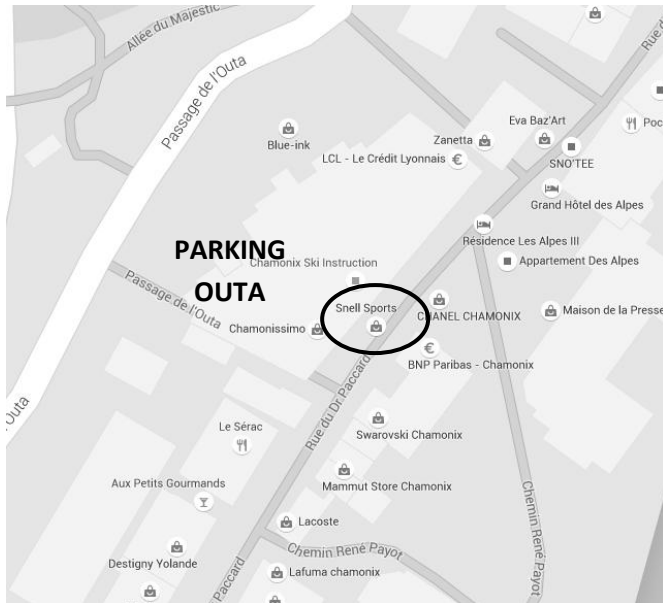 Allée du Majestic
Passage de l'Outa
Rue d
Eva Baz'Art
Zanetta
Poc
Blue-ink
LCL - Le Crédit Lyonnais
€
SNO'TEE
Grand Hôtel des Alpes
Résidence Les Alpes III
PARKING
OUTA
Appartement Des Alpes
Chamonix Ski Instruction
Passage de l'Outa
Snell Sports
CHANEL CHAMONIX
Maison de la Presse
Chamonissimo
€
BNP Paribas - Chamonix
Rue du Dr Paccard
Outa
Le Sérac
Swarovski Chamonix
Aux Petits Gourmands
Mammut Store Chamonix
Chemin René Payot
Lacoste
Chemin René Payot
Destigny Yolande
Paccard
Lafuma chamonix